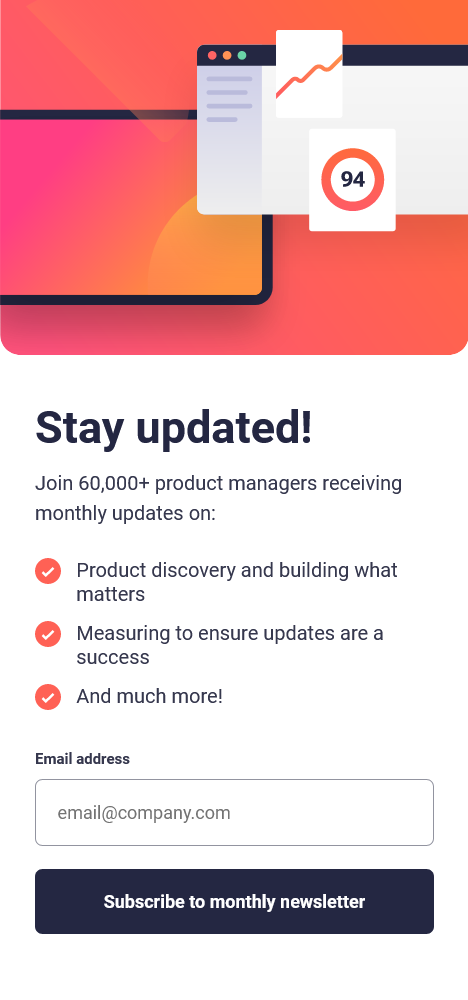 94
Stay updated!
Join 60,000+ product managers receiving
monthly updates on:
Product discovery and building what
matters
Measuring to ensure updates are a
success
And much more!
Email address
email@company.com
Subscribe to monthly newsletter